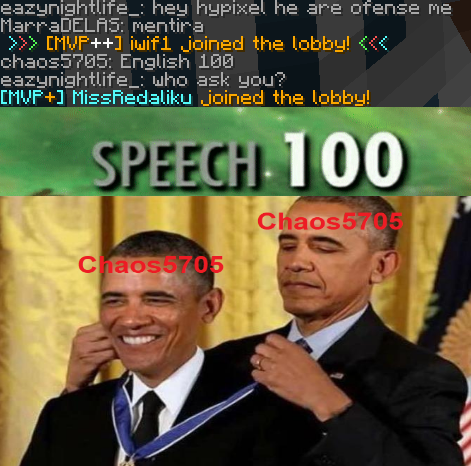 eazynightlife_: hey hypixel he are ofense me
MarraDELAS: mentira
>>> [MVP++] iwif1 joined the lobby! <<<
chaos5705: English 100
eazynightlife_: who ask you?
[MVP+] MissRedaliku joined the lobby!
SPEECH 100
Chaos5705
Chaos5705